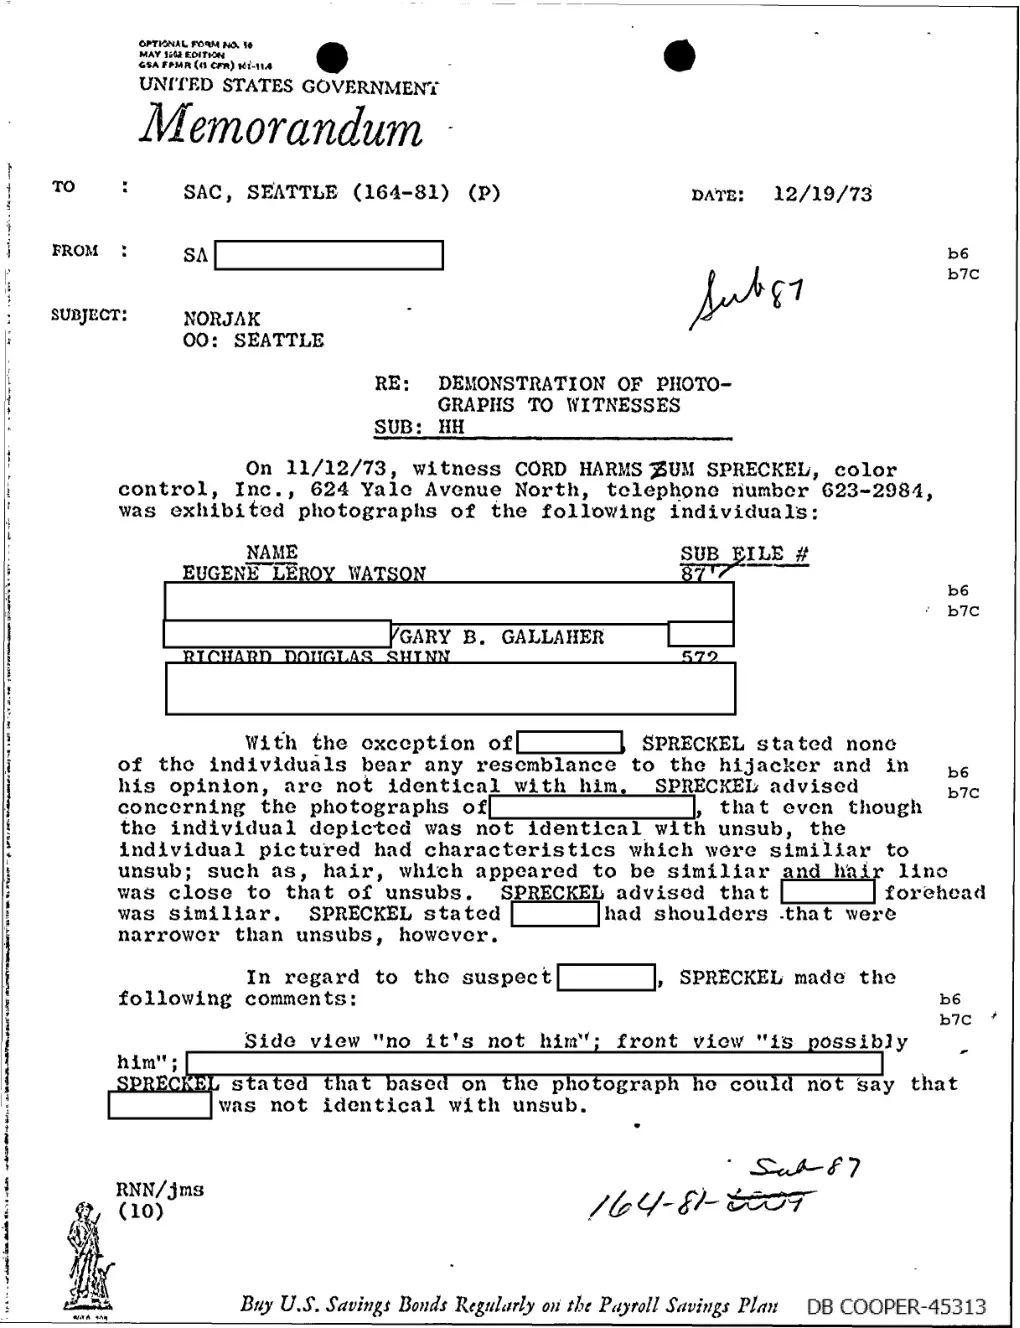 OPTIONAL FORM NO. 10
MAY 1962 EDITION
GSA FPMR (41 CFR) 101-11.6
UNITED STATES GOVERNMENT
Memorandum
TO : SAC, SEATTLE (164-81) (P) DATE: 12/19/73
FROM : SA b6
b7C
Sub 87
SUBJECT: NORJAK
OO: SEATTLE
RE: DEMONSTRATION OF PHOTO-
GRAPHS TO WITNESSES
SUB: HH
On 11/12/73, witness CORD HARMS ZUM SPRECKEL, color
control, Inc., 624 Yale Avenue North, telephone number 623-2984,
was exhibited photographs of the following individuals:
NAME SUB FILE #
EUGENE LEROY WATSON 87
b6
b7C
/GARY B. GALLAHER
RICHARD DOUGLAS SHINN 572
With the exception of , SPRECKEL stated none
of the individuals bear any resemblance to the hijacker and in
his opinion, are not identical with him. SPRECKEL advised
concerning the photographs of , that even though
the individual depicted was not identical with unsub, the
individual pictured had characteristics which were similiar to
unsub; such as, hair, which appeared to be similiar and hair line
was close to that of unsubs. SPRECKEL advised that forehead
was similiar. SPRECKEL stated had shoulders that were
narrower than unsubs, however.
b6
b7C
In regard to the suspect , SPRECKEL made the
following comments:
b6
b7C
Side view "no it's not him"; front view "is possibly
him";
SPRECKEL stated that based on the photograph he could not say that
was not identical with unsub.
Sub 87
164-81-
RNN/jms
(10)
Buy U.S. Savings Bonds Regularly on the Payroll Savings Plan
DB COOPER-45313